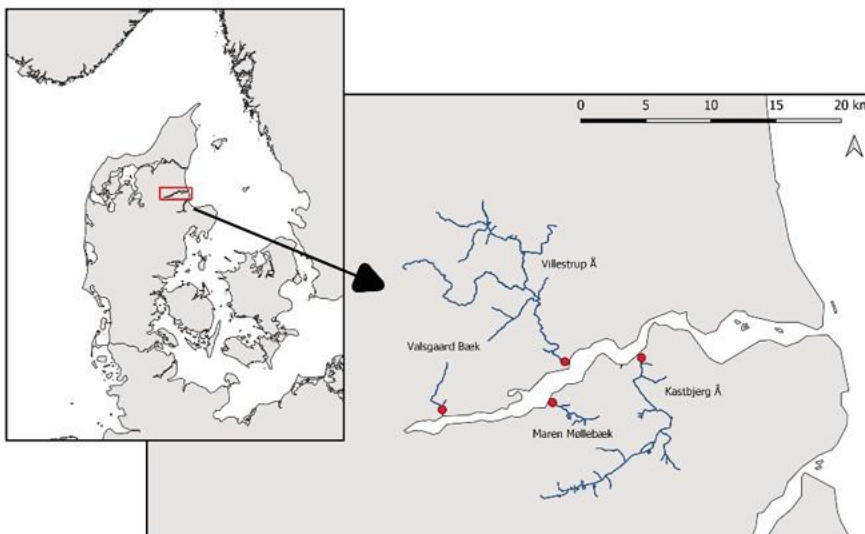 0 5 10 15 20 km
Villestrup Å
Valsgaard Bæk
Kastbjerg Å
Maren Møllebæk